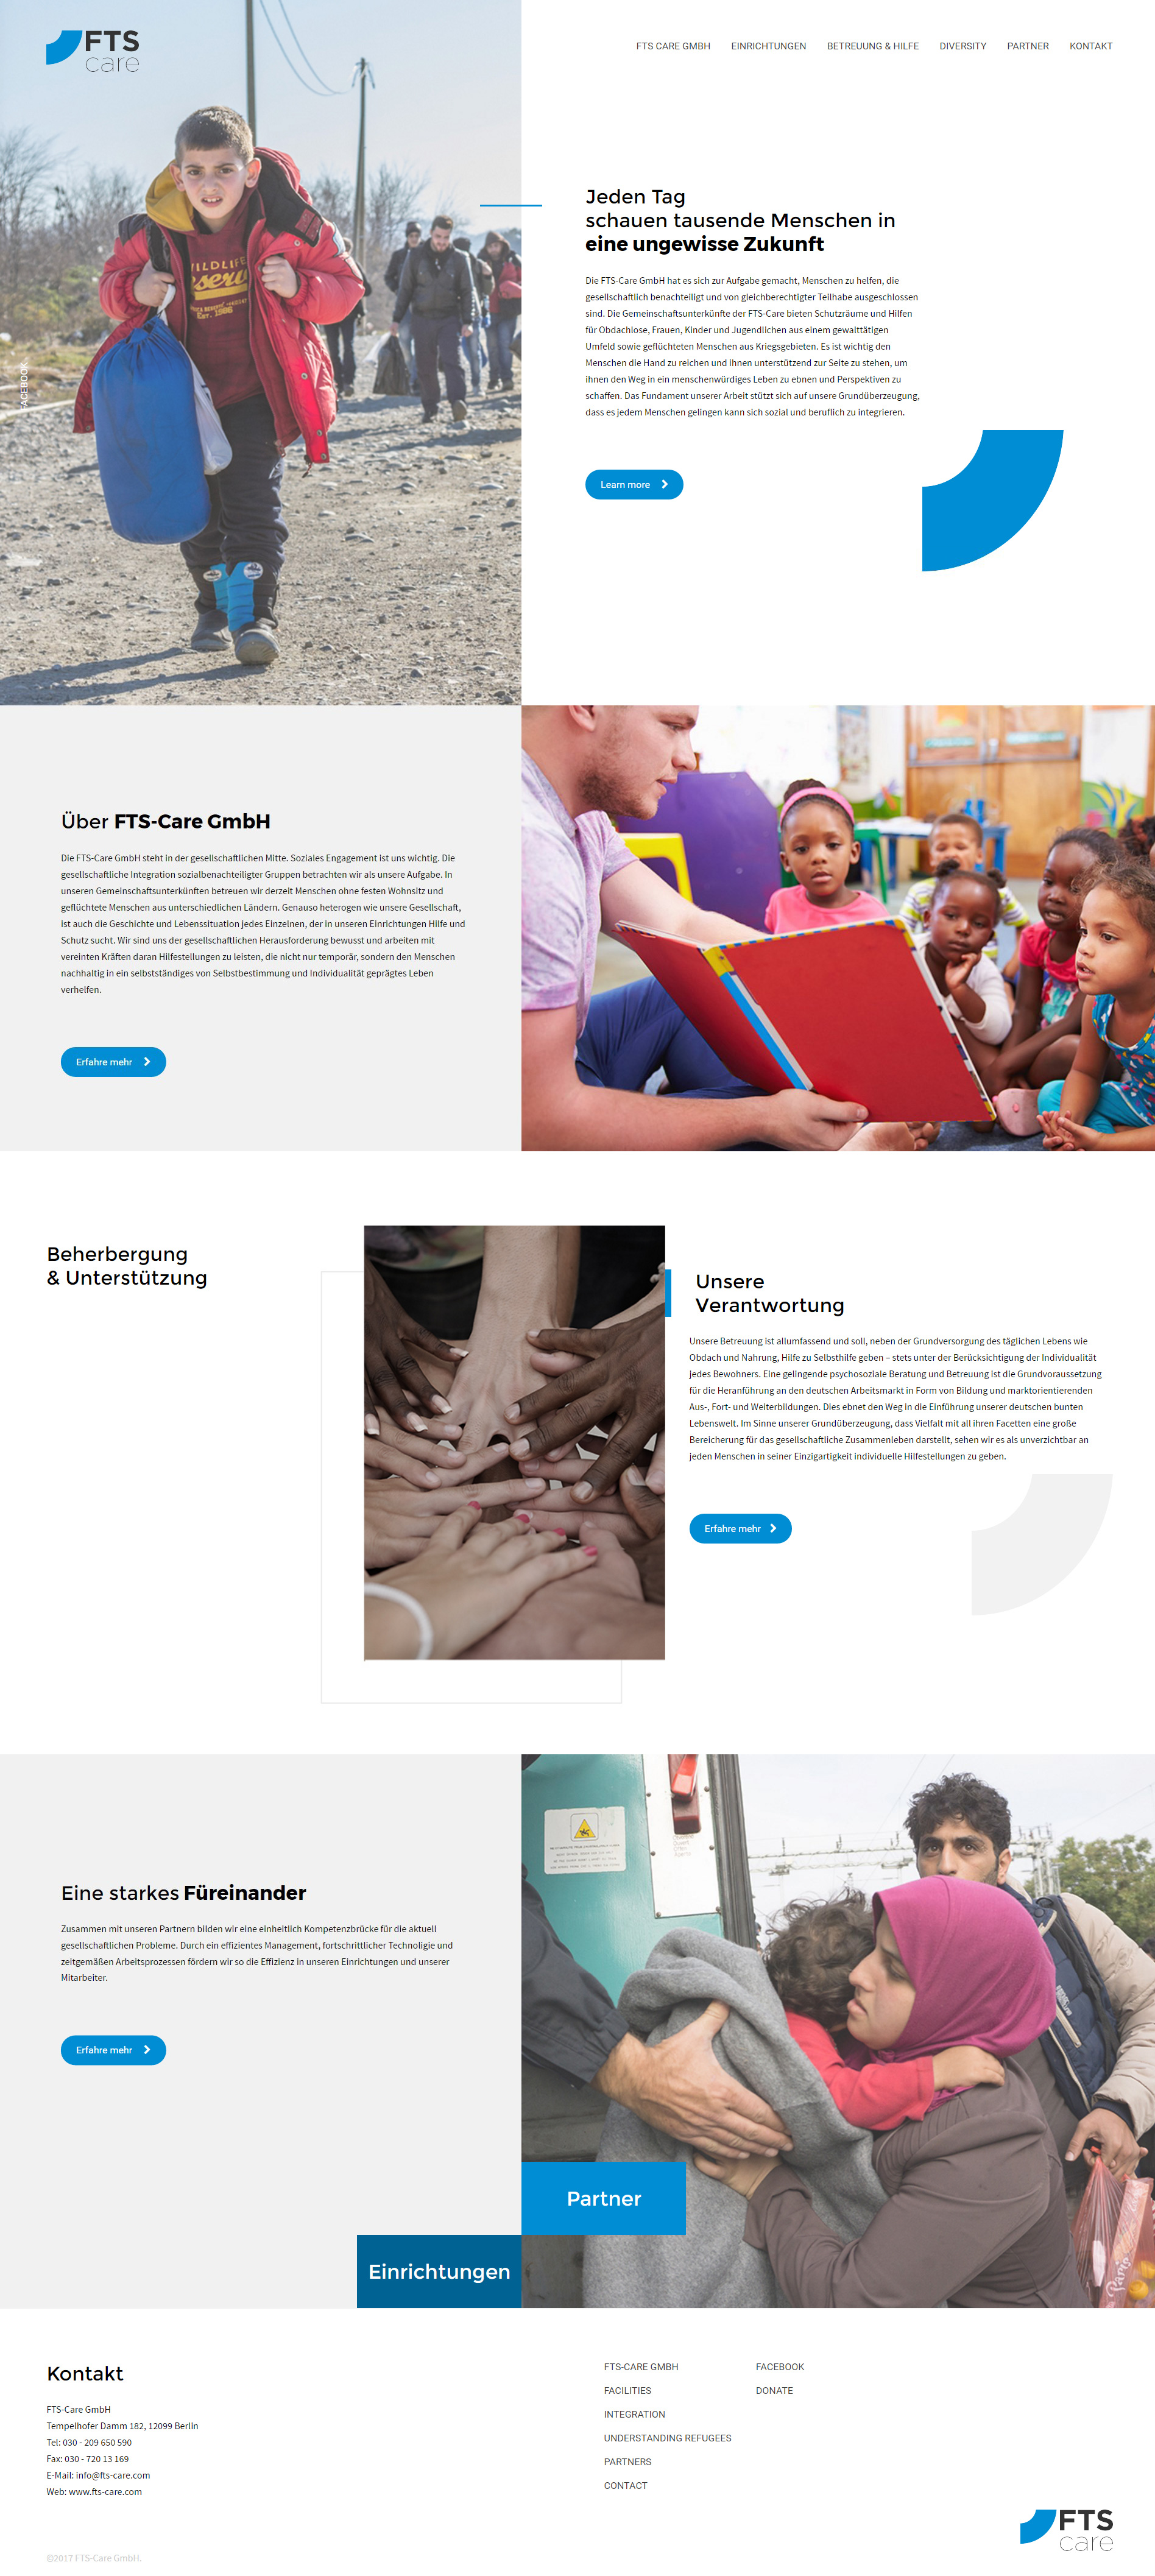 FTS
care
FTS CARE GMBH EINRICHTUNGEN BETREUUNG & HILFE DIVERSITY PARTNER KONTAKT
WILDLIFE
FACEBOOK
Jeden Tag
schauen tausende Menschen in
eine ungewisse Zukunft
Die FTS-Care GmbH hat es sich zur Aufgabe gemacht, Menschen zu helfen, die
gesellschaftlich benachteiligt und von gleichberechtigter Teilhabe ausgeschlossen
sind. Die Gemeinschaftsunterkünfte der FTS-Care bieten Schutzräume und Hilfen
für Obdachlose, Frauen, Kinder und Jugendlichen aus einem gewalttätigen
Umfeld sowie geflüchteten Menschen aus Kriegsgebieten. Es ist wichtig den
Menschen die Hand zu reichen und ihnen unterstützend zur Seite zu stehen, um
ihnen den Weg in ein menschenwürdiges Leben zu ebnen und Perspektiven zu
schaffen. Das Fundament unserer Arbeit stützt sich auf unsere Grundüberzeugung,
dass es jedem Menschen gelingen kann sich sozial und beruflich zu integrieren.
Learn more
Über FTS-Care GmbH
Die FTS-Care GmbH steht in der gesellschaftlichen Mitte. Soziales Engagement ist uns wichtig. Die
gesellschaftliche Integration sozialbenachteiligter Gruppen betrachten wir als unsere Aufgabe. In
unseren Gemeinschaftsunterkünften betreuen wir derzeit Menschen ohne festen Wohnsitz und
geflüchtete Menschen aus unterschiedlichen Ländern. Genauso heterogen wie unsere Gesellschaft,
ist auch die Geschichte und Lebenssituation jedes Einzelnen, der in unseren Einrichtungen Hilfe und
Schutz sucht. Wir sind uns der gesellschaftlichen Herausforderung bewusst und arbeiten mit
vereinten Kräften daran Hilfestellungen zu leisten, die nicht nur temporär, sondern den Menschen
nachhaltig in ein selbstständiges von Selbstbestimmung und Individualität geprägtes Leben
verhelfen.
Erfahre mehr
Beherbergung
& Unterstützung
Unsere
Verantwortung
Unsere Betreuung ist allumfassend und soll, neben der Grundversorgung des täglichen Lebens wie
Obdach und Nahrung, Hilfe zu Selbsthilfe geben – stets unter der Berücksichtigung der Individualität
jedes Bewohners. Eine gelingende psychosoziale Beratung und Betreuung ist die Grundvoraussetzung
für die Heranführung an den deutschen Arbeitsmarkt in Form von Bildung und marktorientierenden
Aus-, Fort- und Weiterbildungen. Dies ebnet den Weg in die Einführung unserer deutschen bunten
Lebenswelt. Im Sinne unserer Grundüberzeugung, dass Vielfalt mit all ihren Facetten eine große
Bereicherung für das gesellschaftliche Zusammenleben darstellt, sehen wir es als unverzichtbar an
jeden Menschen in seiner Einzigartigkeit individuelle Hilfestellungen zu geben.
Erfahre mehr
Eine starkes Füreinander
Zusammen mit unseren Partnern bilden wir eine einheitlich Kompetenzbrücke für die aktuell
gesellschaftlichen Probleme. Durch ein effizientes Management, fortschrittlicher Technoligie und
zeitgemäßen Arbeitsprozessen fördern wir so die Effizienz in unseren Einrichtungen und unserer
Mitarbeiter.
Erfahre mehr
Partner
Einrichtungen
Kontakt
FTS-Care GmbH
Tempelhofer Damm 182, 12099 Berlin
Tel: 030 - 209 650 590
Fax: 030 - 720 13 169
E-Mail: info@fts-care.com
Web: www.fts-care.com
FTS-CARE GMBH
FACILITIES
INTEGRATION
UNDERSTANDING REFUGEES
PARTNERS
CONTACT
FACEBOOK
DONATE
FTS
care
©2017 FTS-Care GmbH.